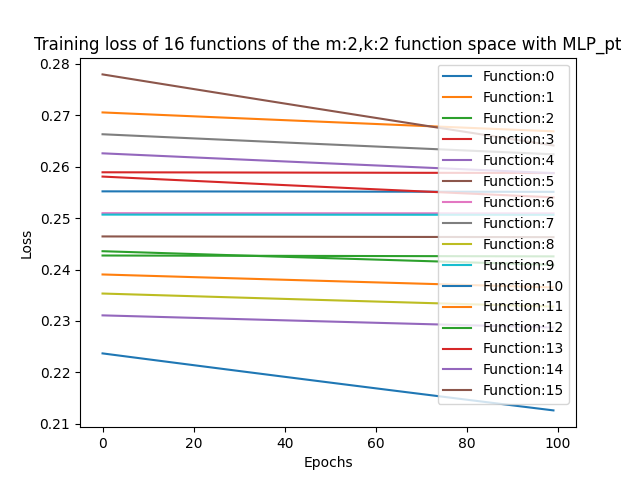 Training loss of 16 functions of the m:2,k:2 function space with MLP_pt
0.28
0.27
0.26
0.25
0.24
0.23
0.22
0.21
Loss
0
20
40
60
80
100
Epochs
Function:0
Function:1
Function:2
Function:3
Function:4
Function:5
Function:6
Function:7
Function:8
Function:9
Function:10
Function:11
Function:12
Function:13
Function:14
Function:15